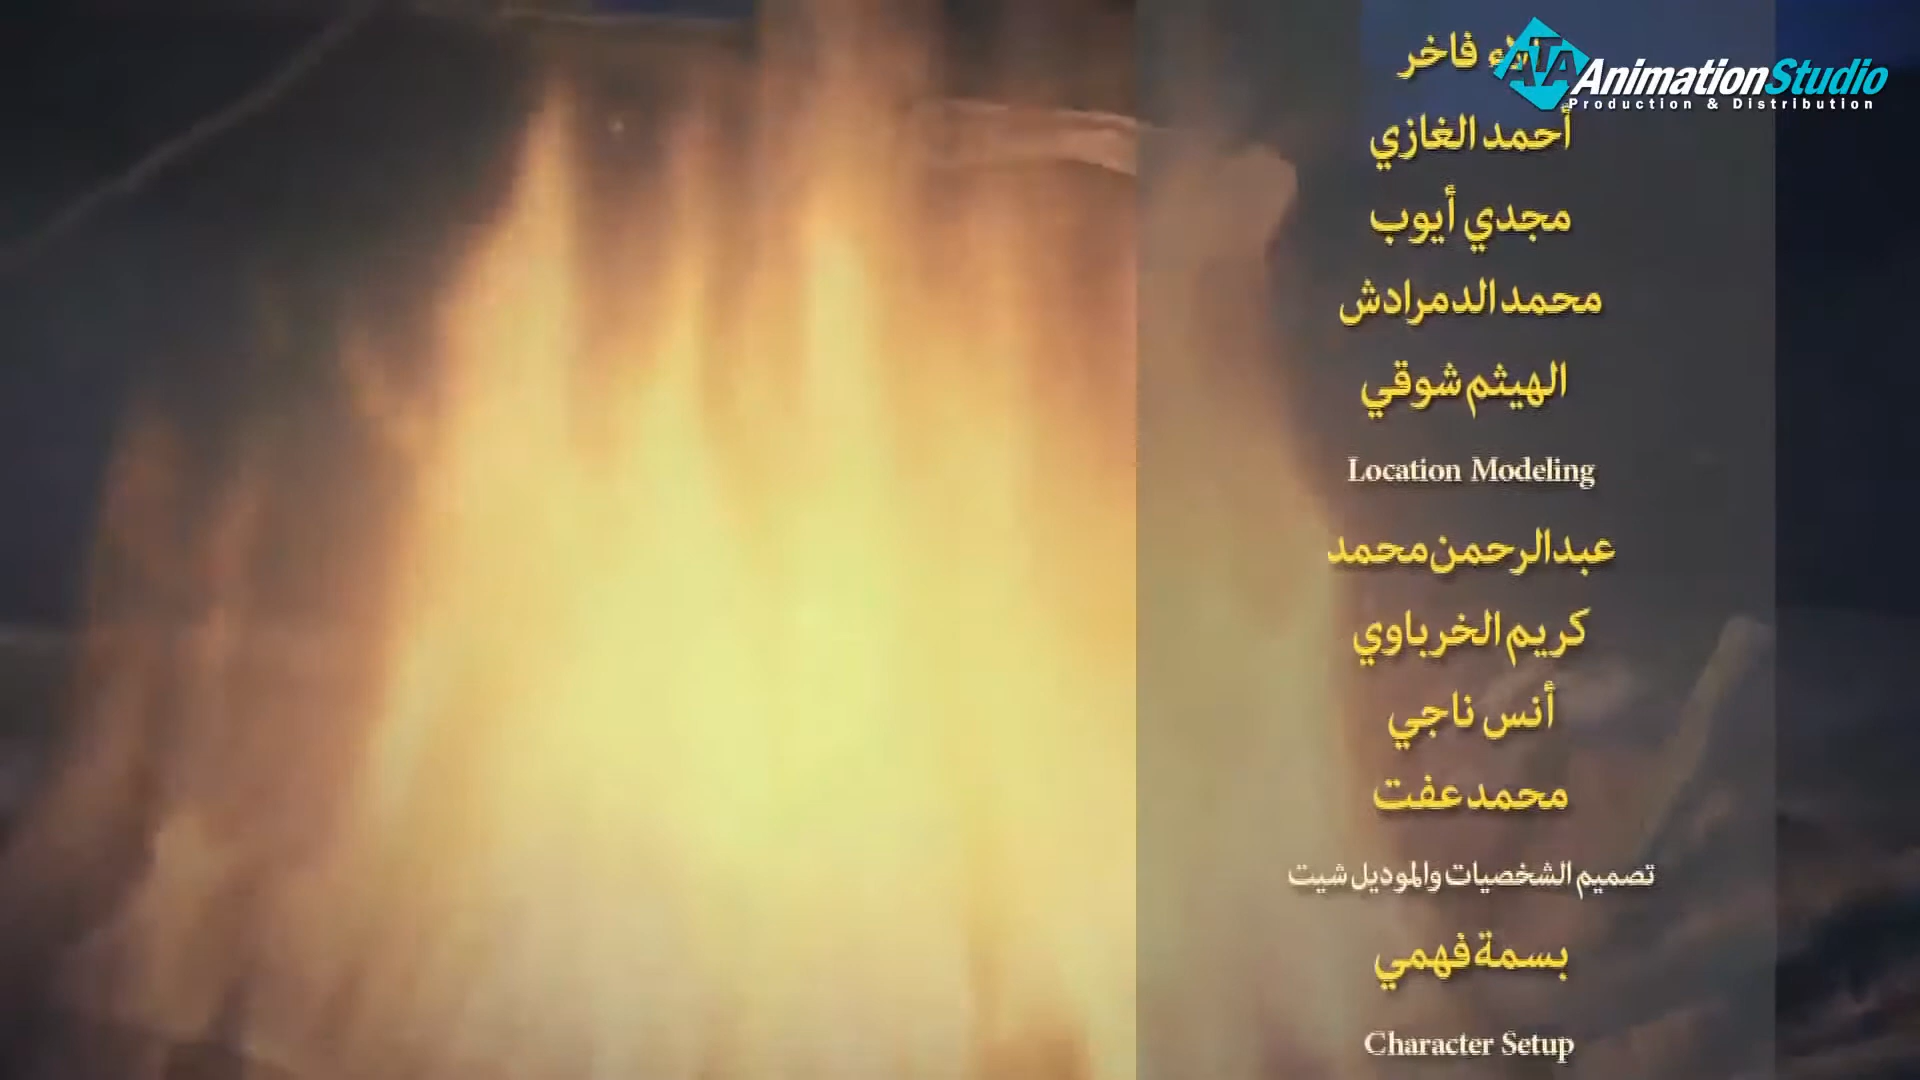 فاخر
ATA
AnimationStudio
Production & Distribution
أحمد الغازي
مجدي أيوب
محمد الدمرادش
الهيثم شوقي
Location Modeling
عبدالرحمن محمد
كريم الخرباوي
أنس ناجي
محمد عفت
تصميم الشخصيات والموديل شيت
بسمة فهمي
Character Setup